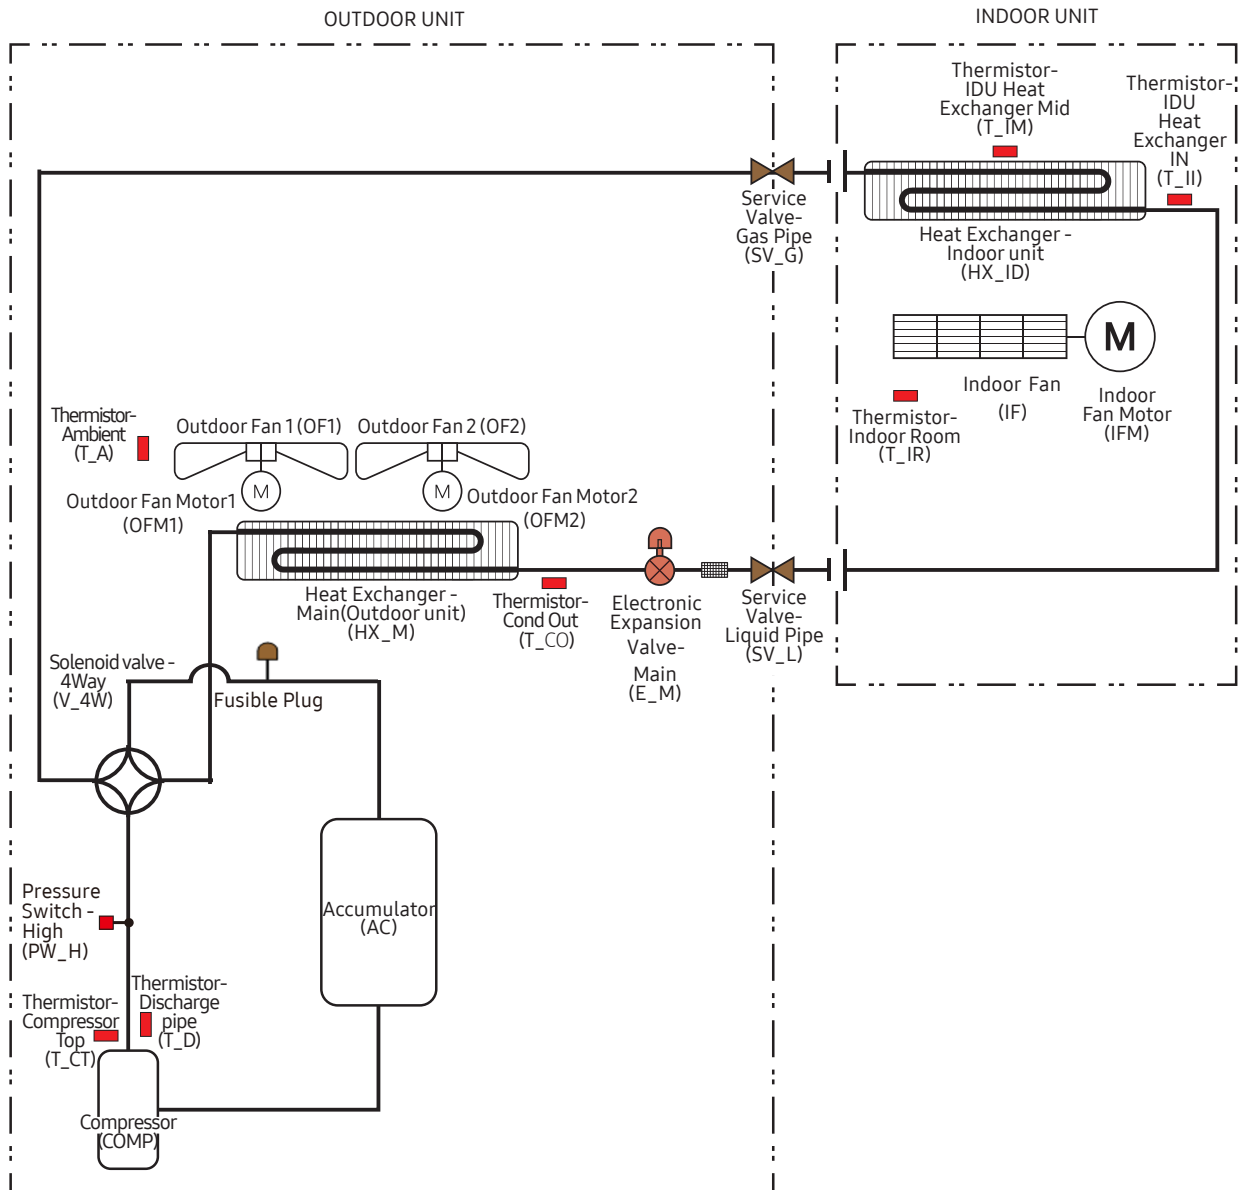 OUTDOOR UNIT
INDOOR UNIT
Thermistor-
IDU Heat
Exchanger Mid
(T_IM)
Thermistor-
IDU
Heat
Exchanger
IN
(T_II)
Service
Valve-
Gas Pipe
(SV_G)
Heat Exchanger -
Indoor unit
(HX_ID)
M
Indoor Fan
(IF)
Indoor
Fan Motor
(IFM)
Thermistor-
Indoor Room
(T_IR)
Thermistor-
Ambient
(T_A)
Outdoor Fan 1 (OF1)
Outdoor Fan 2 (OF2)
M
M
Outdoor Fan Motor1
(OFM1)
Outdoor Fan Motor2
(OFM2)
Heat Exchanger -
Main(Outdoor unit)
(HX_M)
Thermistor-
Cond Out
(T_CO)
Electronic
Expansion
Valve-
Main
(E_M)
Service
Valve-
Liquid Pipe
(SV_L)
Solenoid valve -
4Way
(V_4W)
Fusible Plug
Accumulator
(AC)
Pressure
Switch -
High
(PW_H)
Thermistor-
Discharge
pipe
(T_D)
Thermistor-
Compressor
Top
(T_CT)
Compressor
(COMP)